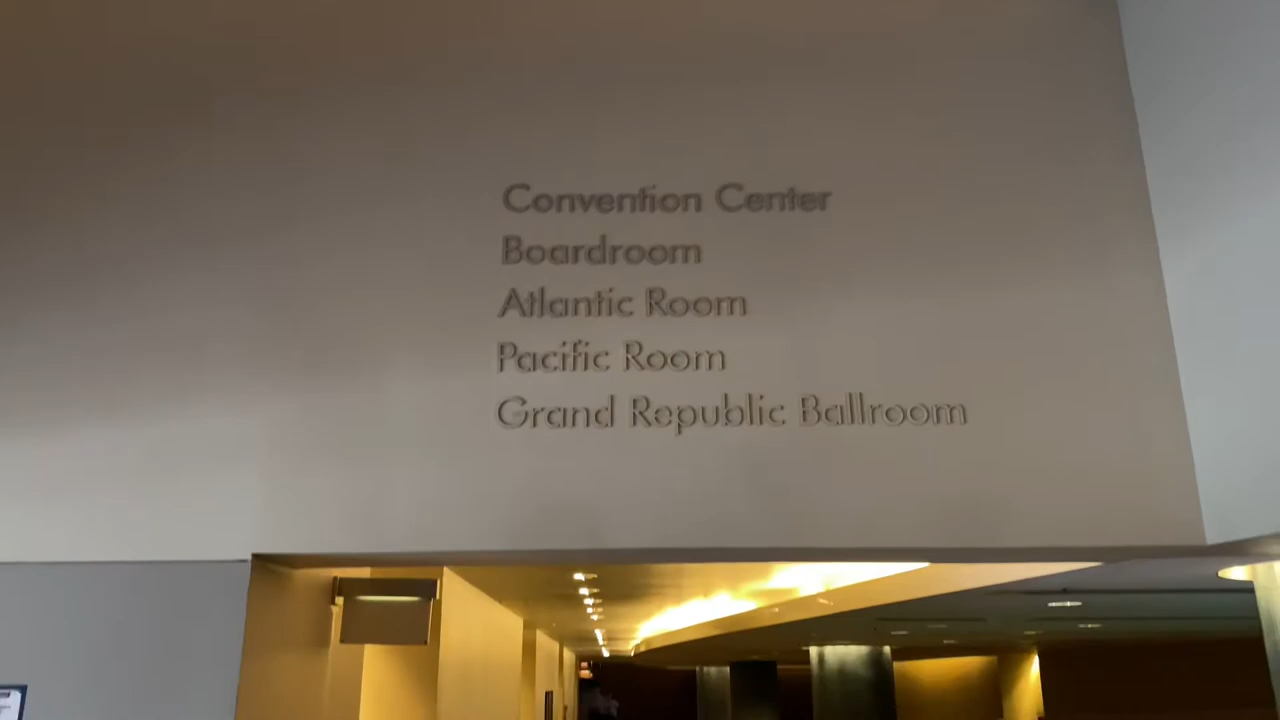 Convention Center
Boardroom
Atlantic Room
Pacific Room
Grand Republic Ballroom